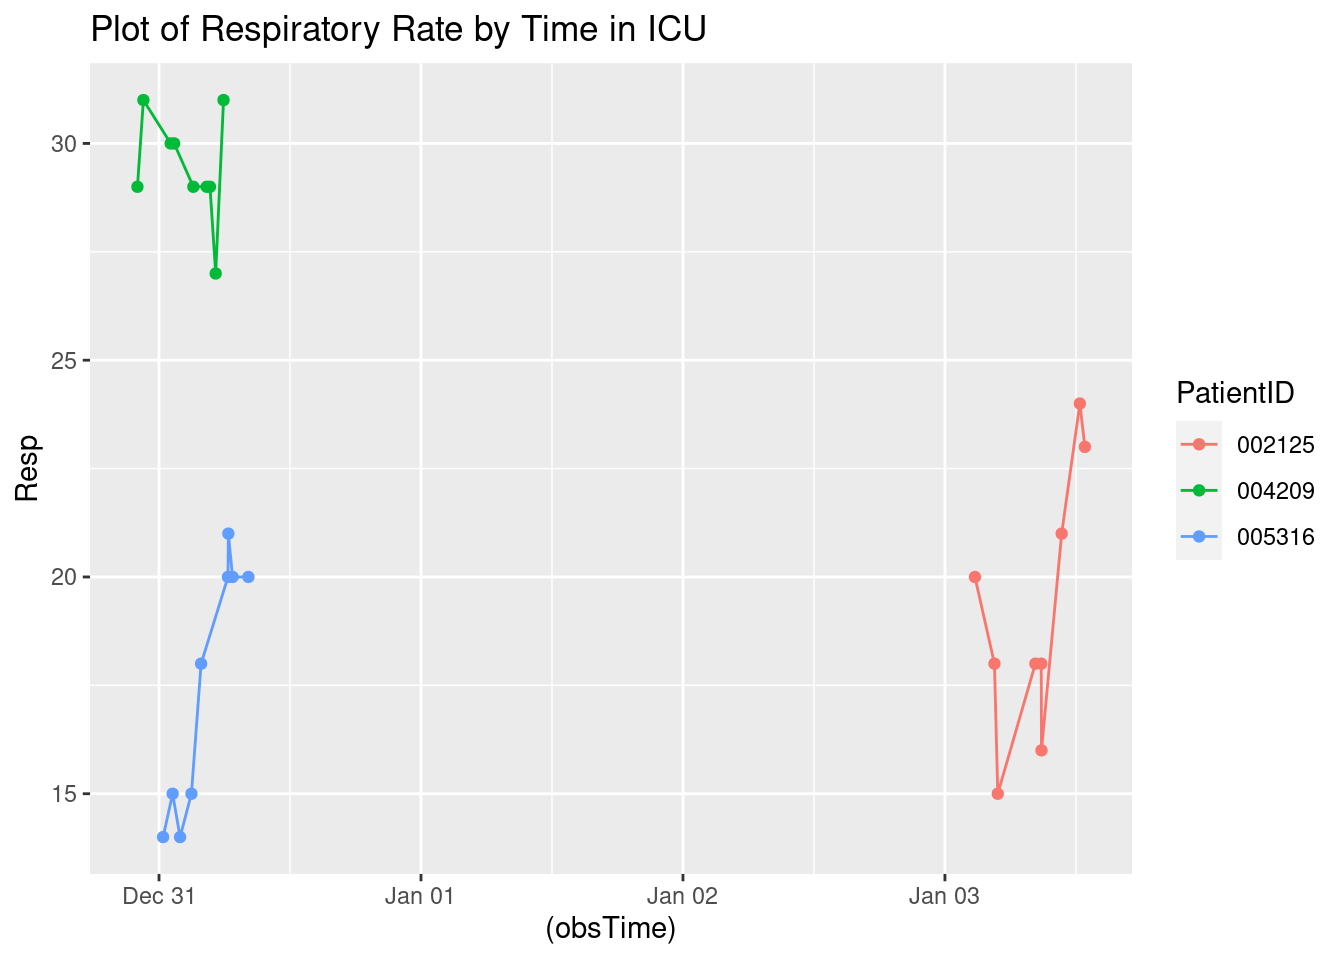 Plot of Respiratory Rate by Time in ICU
30
25
20
15
Resp
Dec 31
Jan 01
Jan 02
Jan 03
(obsTime)
PatientID
002125
004209
005316